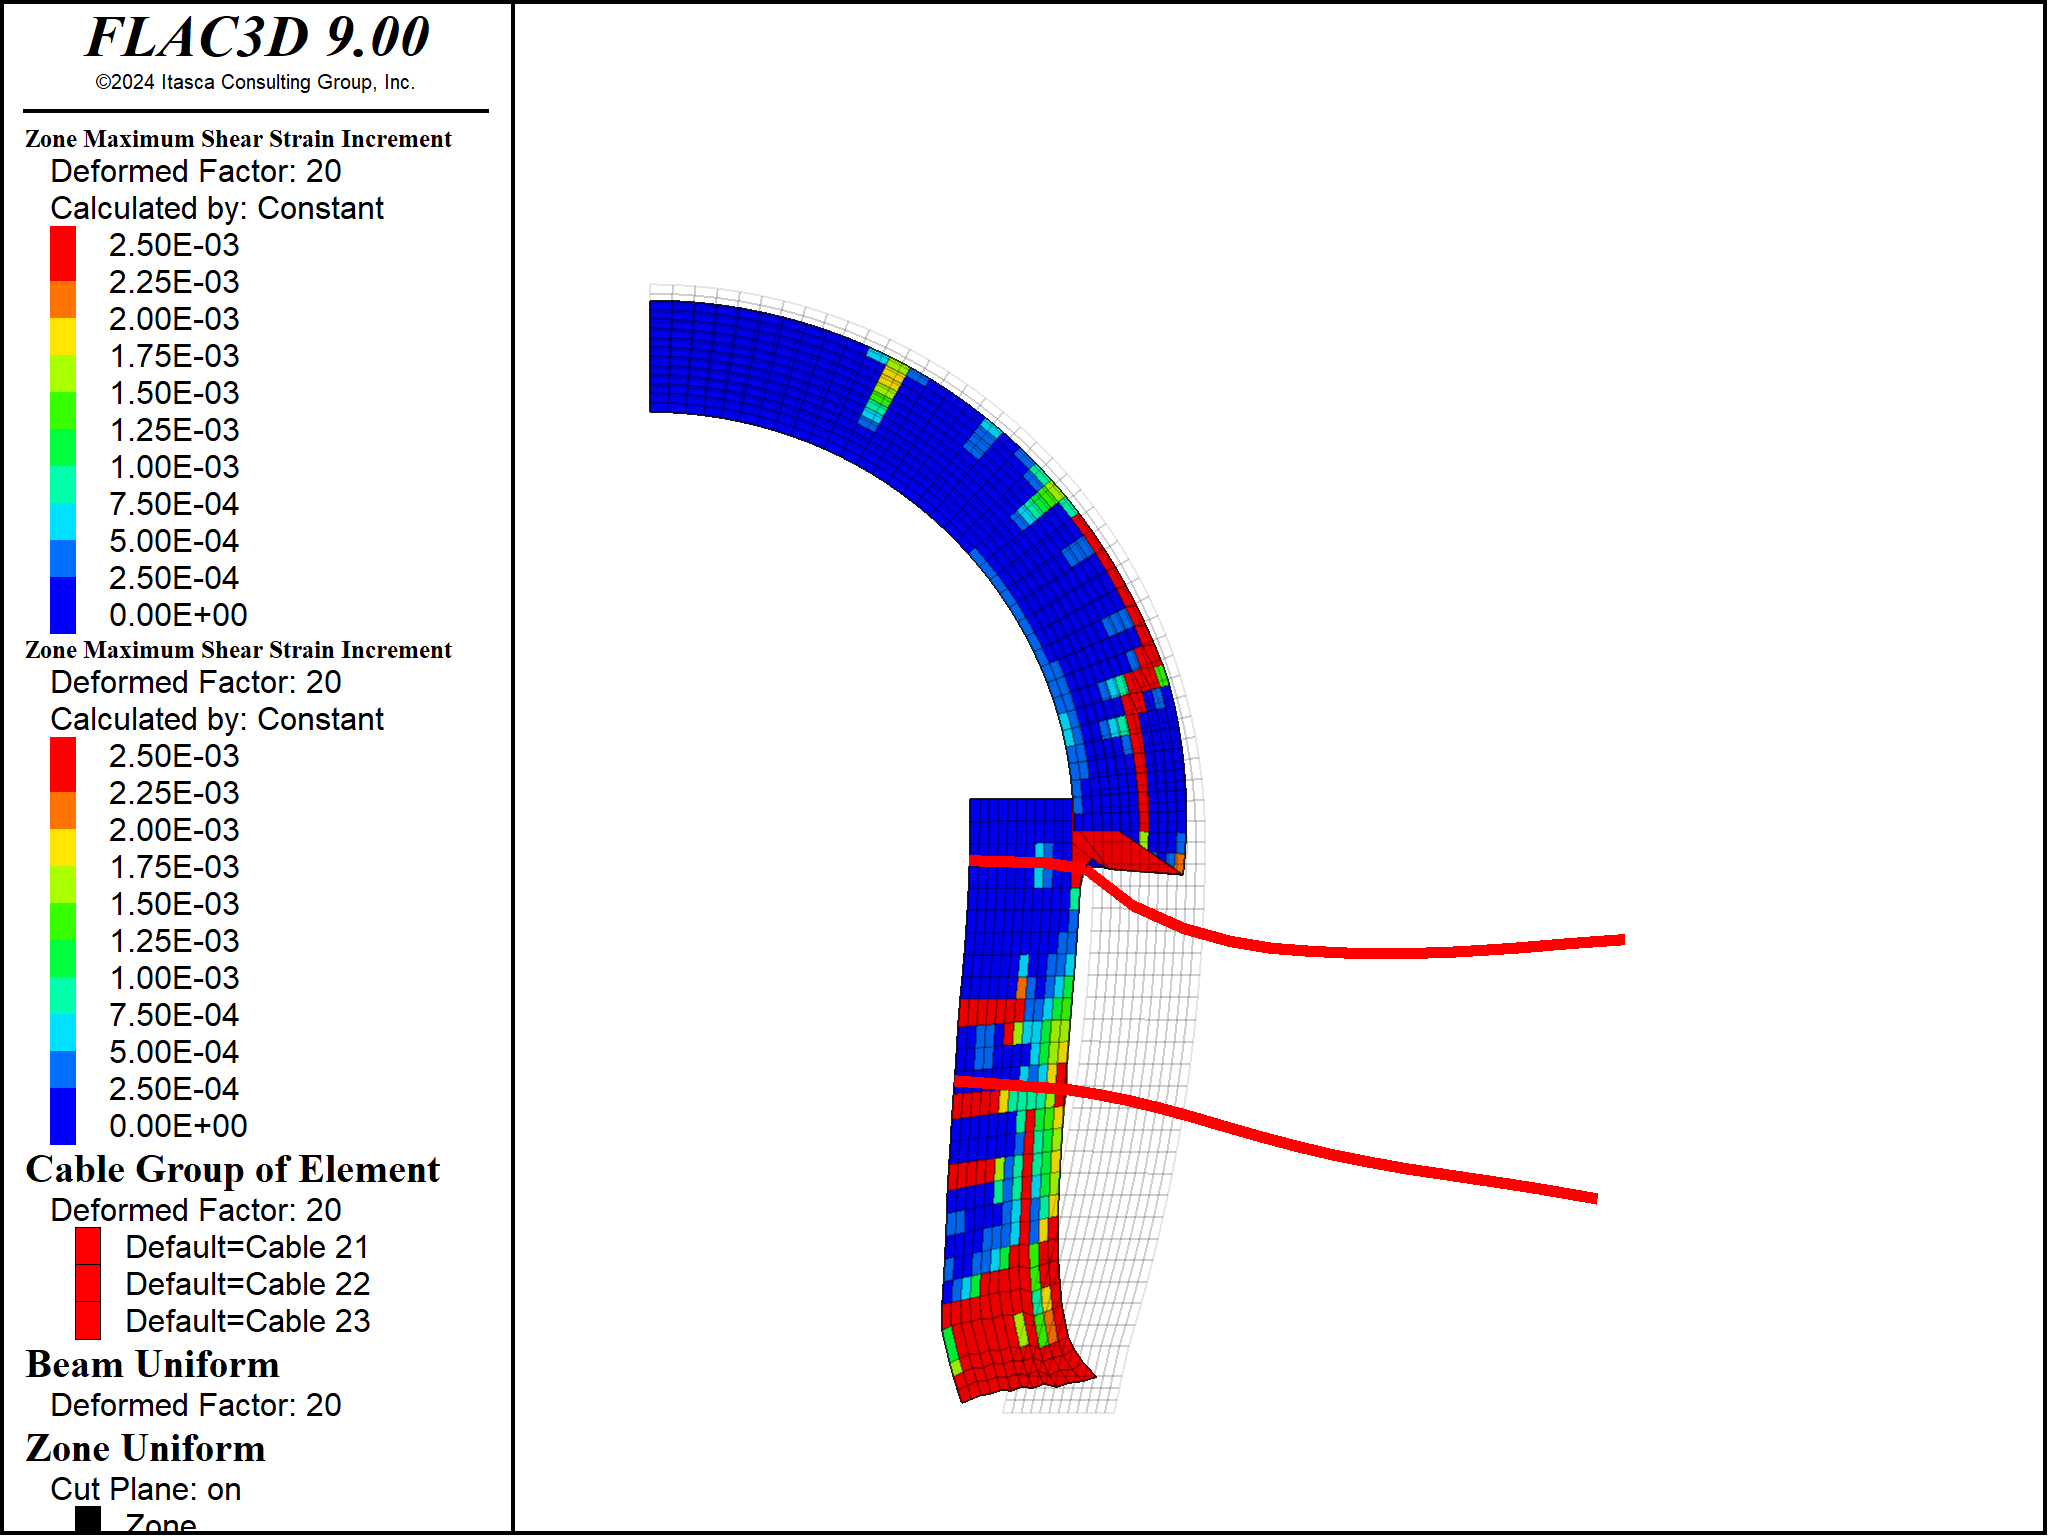 FLAC3D 9.00
©2024 Itasca Consulting Group, Inc.
Zone Maximum Shear Strain Increment
Deformed Factor: 20
Calculated by: Constant
2.50E-03
2.25E-03
2.00E-03
1.75E-03
1.50E-03
1.25E-03
1.00E-03
7.50E-04
5.00E-04
2.50E-04
0.00E+00
Zone Maximum Shear Strain Increment
Deformed Factor: 20
Calculated by: Constant
2.50E-03
2.25E-03
2.00E-03
1.75E-03
1.50E-03
1.25E-03
1.00E-03
7.50E-04
5.00E-04
2.50E-04
0.00E+00
Cable Group of Element
Deformed Factor: 20
Default=Cable 21
Default=Cable 22
Default=Cable 23
Beam Uniform
Deformed Factor: 20
Zone Uniform
Cut Plane: on
Zone